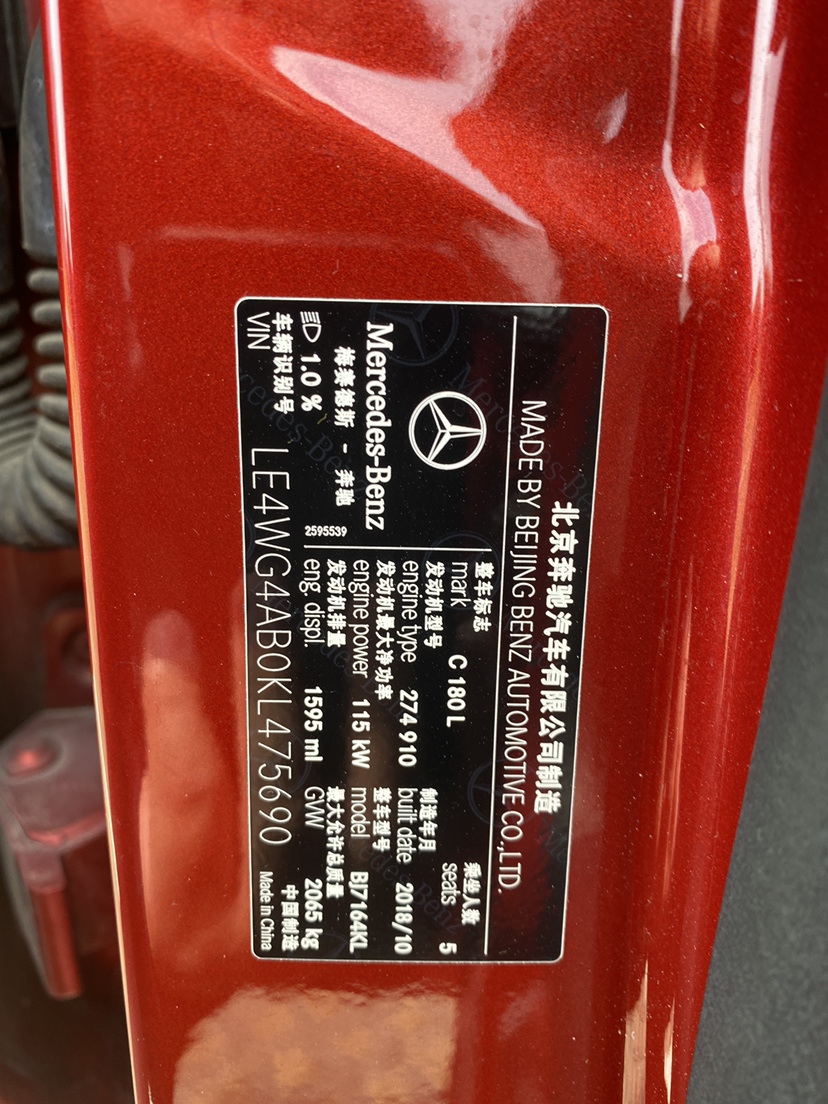 北京奔驰汽车有限公司制造
MADE BY BEIJING BENZ AUTOMOTIVE CO.,LTD.
Mercedes-Benz
梅赛德斯 - 奔驰
1.0 %
2595539
整车标志
mark C 180 L
乘坐人数
seats 5
发动机型号
engine type 274 910
制造年月
built date 2018/10
发动机最大净功率
engine power 115 kW
整车型号
model BJ7164KL
发动机排量
eng. displ. 1595 ml
最大允许总质量
GVW 2065 kg
车辆识别号
VIN LE4WG4AB0KL475690
中国制造
Made in China